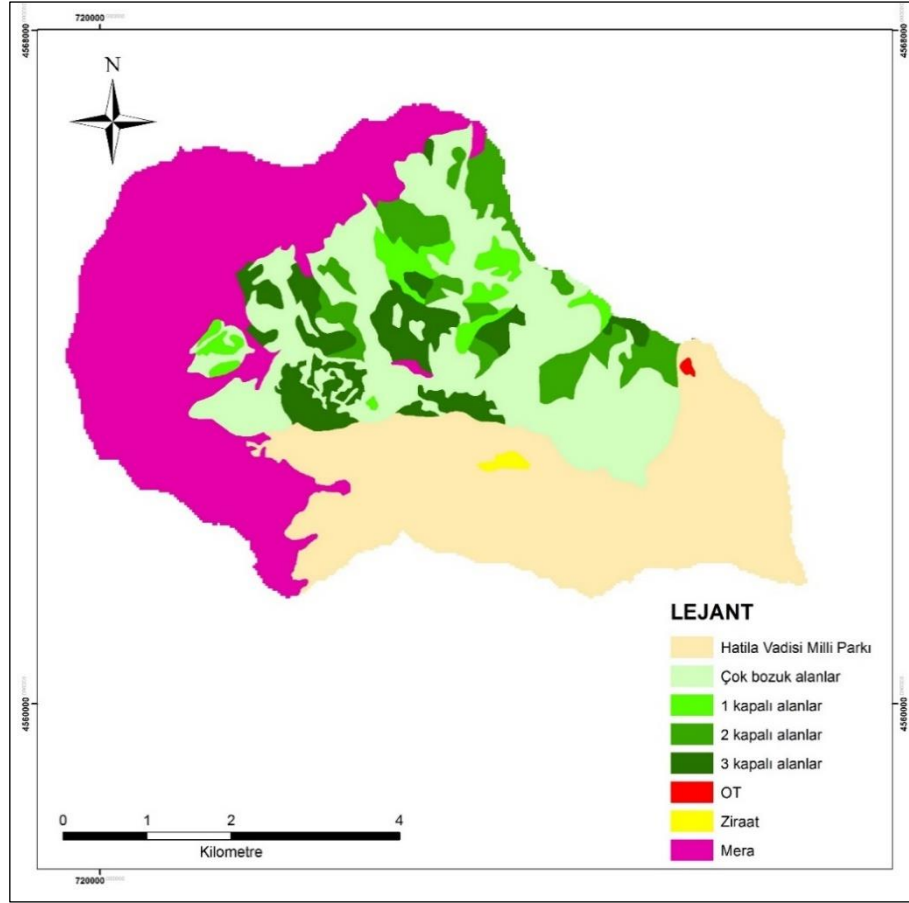 720000
4568000
4568000
N
LEJANT
Hatila Vadisi Milli Parkı
Çok bozuk alanlar
1 kapalı alanlar
2 kapalı alanlar
3 kapalı alanlar
OT
Ziraat
Mera
4560000
4560000
0 1 2 4
Kilometre
720000